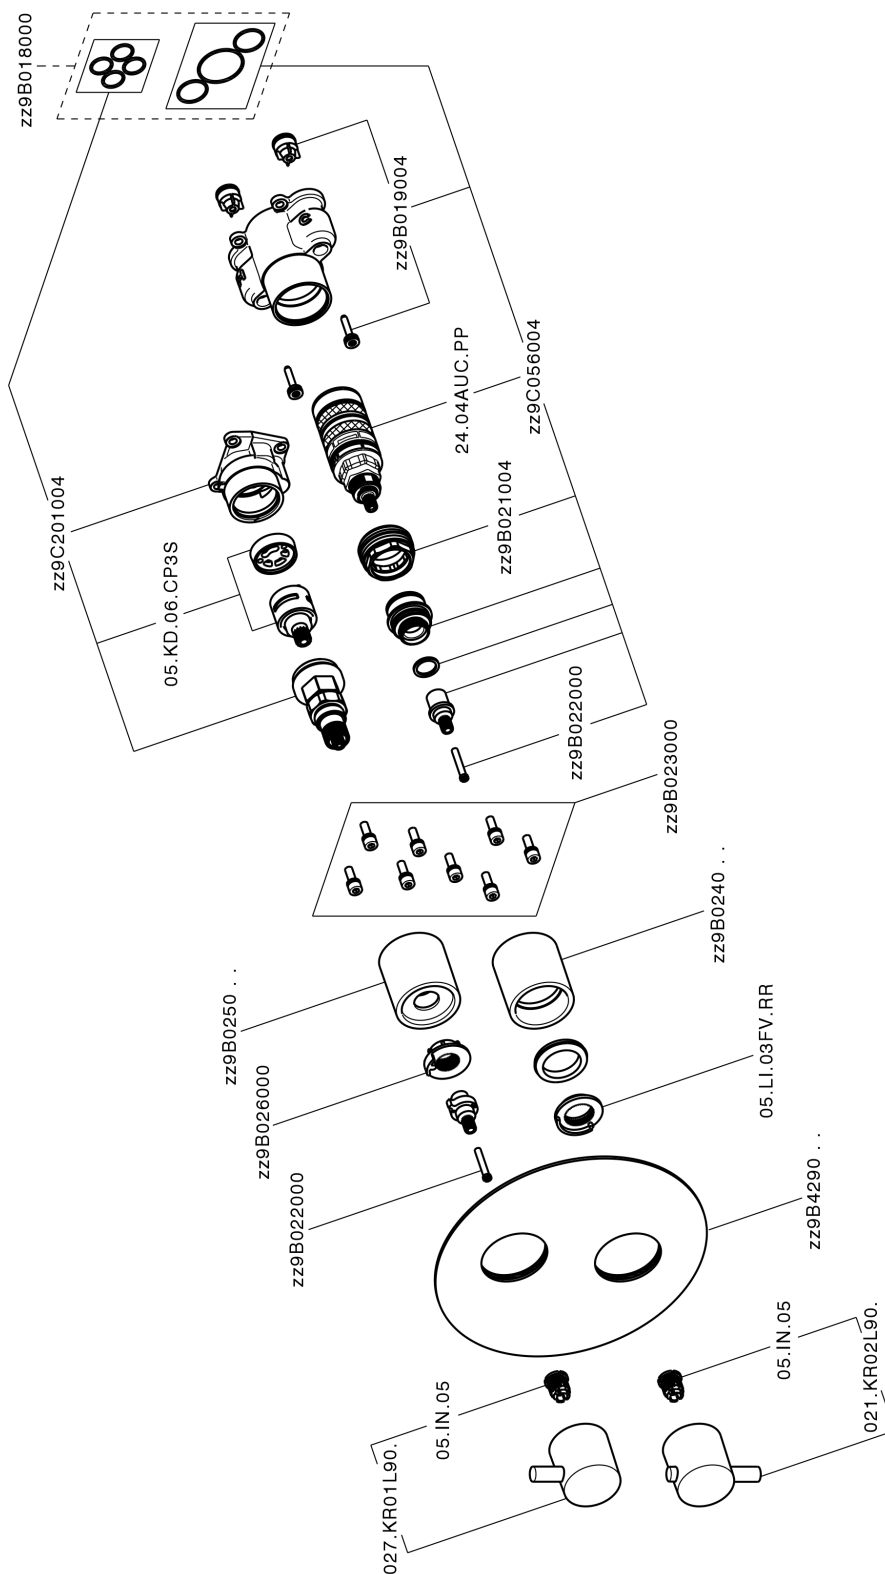 zz9B018000
zz9B019004
24.04AUC.PP
zz9C056004
zz9C201004
05.KD.06.CP3S
zz9B021004
zz9B022000
zz9B023000
zz9B0250 . .
zz9B0240 . .
zz9B026000
05.LI.03FV.RR
zz9B022000
zz9B4290 . .
05.IN.05
05.IN.05
027.KR01L90.
021.KR02L90.